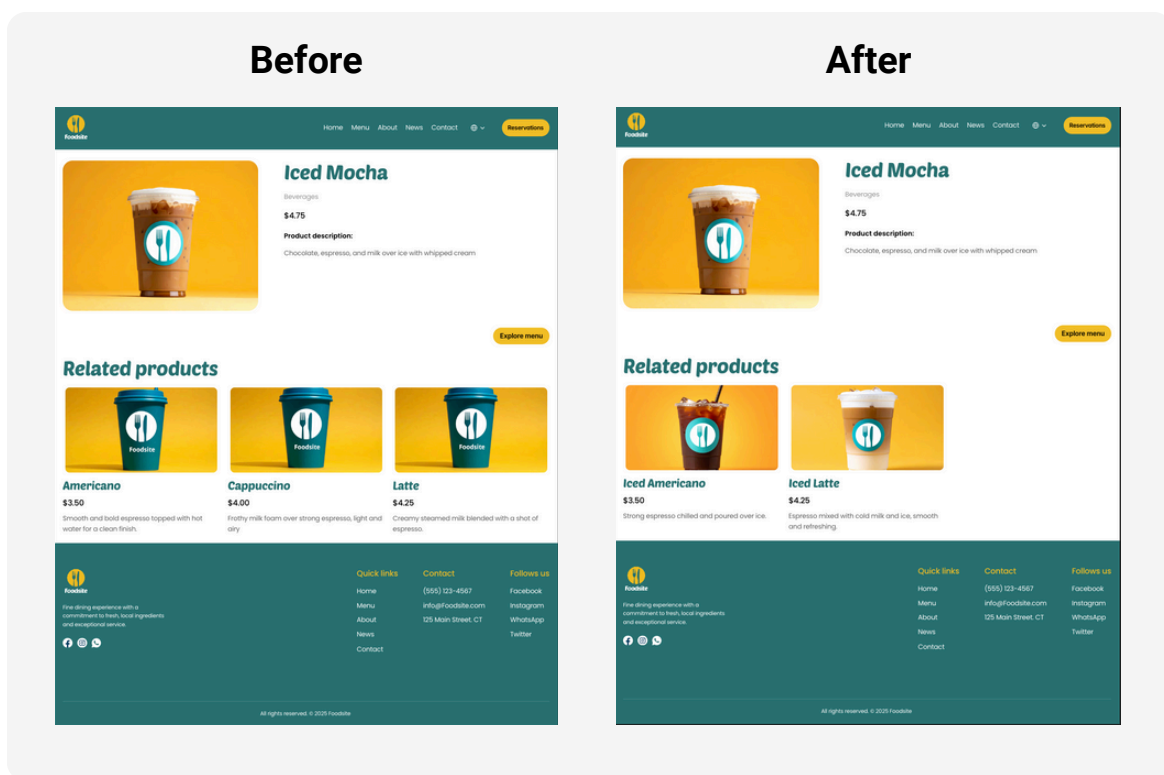 Before
Foodsite
Home Menu About News Contact
Reservations
Iced Mocha
Beverages
$4.75
Product description:
Chocolate, espresso, and milk over ice with whipped cream
Explore menu
Related products
Foodsite
Foodsite
Foodsite
Americano
$3.50
Smooth and bold espresso topped with hot
water for a clean finish.
Cappuccino
$4.00
Frothy milk foam over strong espresso, light and
airy
Latte
$4.25
Creamy steamed milk blended with a shot of
espresso.
Foodsite
Fine dining experience with a
commitment to fresh, local ingredients
and exceptional service.
Quick links
Home
Menu
About
News
Contact
Contact
(555) 123-4567
info@Foodsite.com
125 Main Street. CT
Follows us
Facebook
Instagram
WhatsApp
Twitter
All rights reserved. © 2025 Foodsite
After
Foodsite
Home Menu About News Contact
Reservations
Iced Mocha
Beverages
$4.75
Product description:
Chocolate, espresso, and milk over ice with whipped cream
Explore menu
Related products
Iced Americano
$3.50
Strong espresso chilled and poured over ice.
Iced Latte
$4.25
Espresso mixed with cold milk and ice, smooth
and refreshing.
Foodsite
Fine dining experience with a
commitment to fresh, local ingredients
and exceptional service.
Quick links
Home
Menu
About
News
Contact
Contact
(555) 123-4567
info@Foodsite.com
125 Main Street. CT
Follows us
Facebook
Instagram
WhatsApp
Twitter
All rights reserved. © 2025 Foodsite